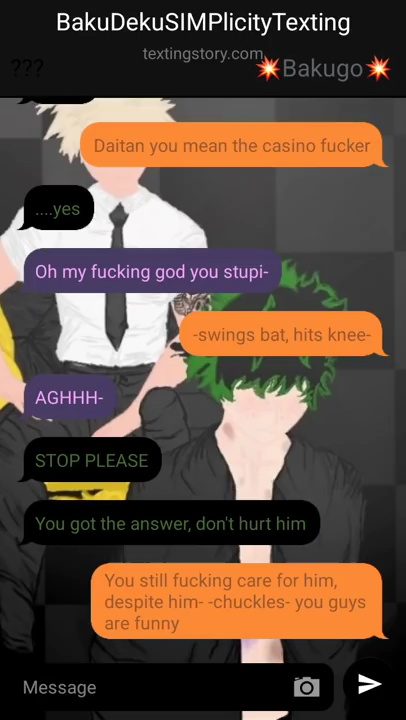 BakuDekuSIMPlicityTexting
textingstory.com
??? 💥Bakugo💥
Daitan you mean the casino fucker
....yes
Oh my fucking god you stupi-
-swings bat, hits knee-
AGHHH-
STOP PLEASE
You got the answer, don't hurt him
You still fucking care for him,
despite him- -chuckles- you guys
are funny
Message